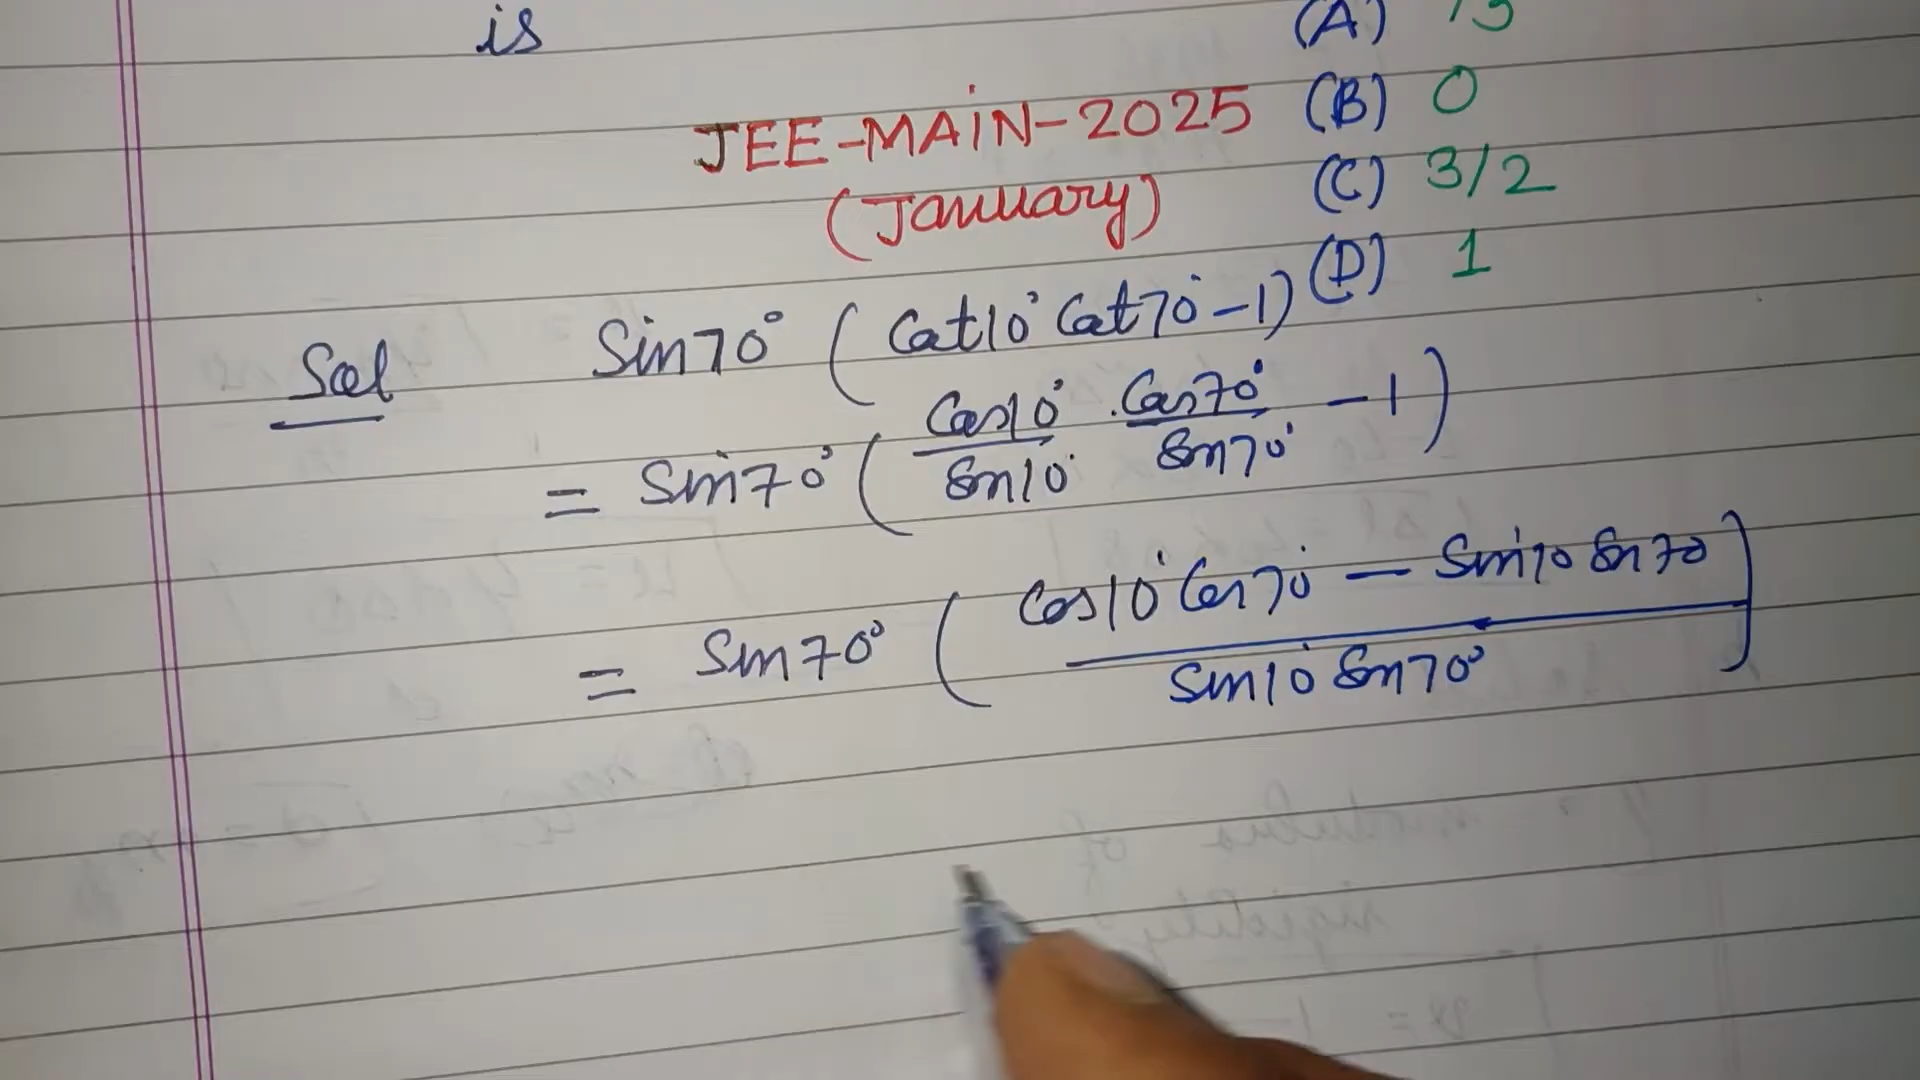 is
(A)
JEE-MAIN-2025 (B) 0
(January) (C) 3/2
(D) 1
Sol Sin70° (Cot10° Cot70° - 1)
= Sin70° (Cos10°/Sin10° . Cos70°/Sin70° - 1)
= Sin70° (Cos10° Cos70° - Sin10 Sin70 / Sin10° Sin70°]